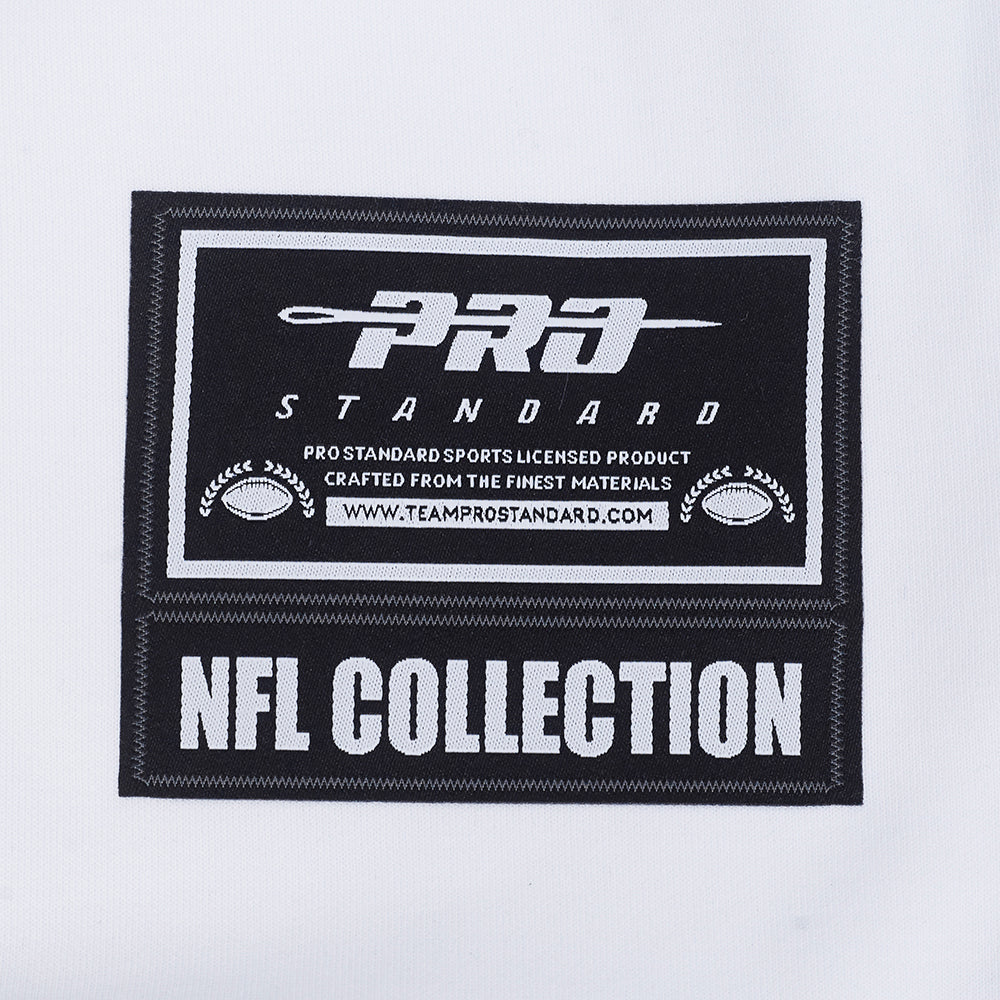 PRO
STANDARD
PRO STANDARD SPORTS LICENSED PRODUCT
CRAFTED FROM THE FINEST MATERIALS
WWW.TEAMPROSTANDARD.COM
NFL COLLECTION